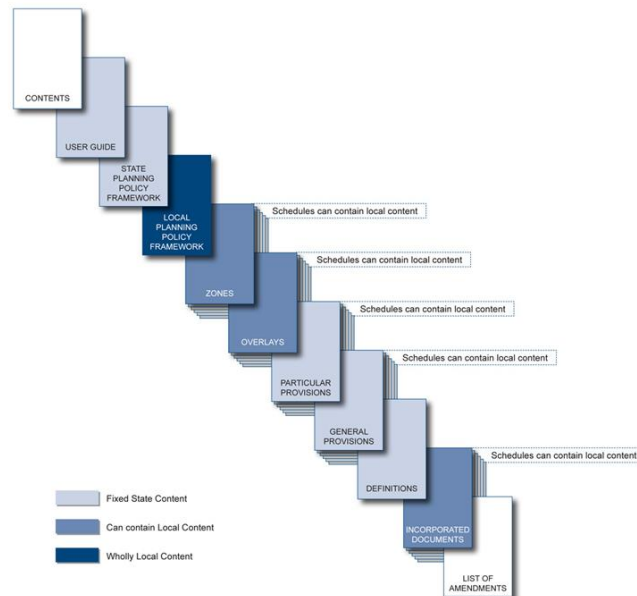 CONTENTS
USER GUIDE
STATE
PLANNING
POLICY
FRAMEWORK
LOCAL
PLANNING
POLICY
FRAMEWORK
Schedules can contain local content
ZONES
Schedules can contain local content
OVERLAYS
Schedules can contain local content
PARTICULAR
PROVISIONS
Schedules can contain local content
GENERAL
PROVISIONS
DEFINITIONS
Schedules can contain local content
INCORPORATED
DOCUMENTS
LIST OF
AMENDMENTS
Fixed State Content
Can contain Local Content
Wholly Local Content